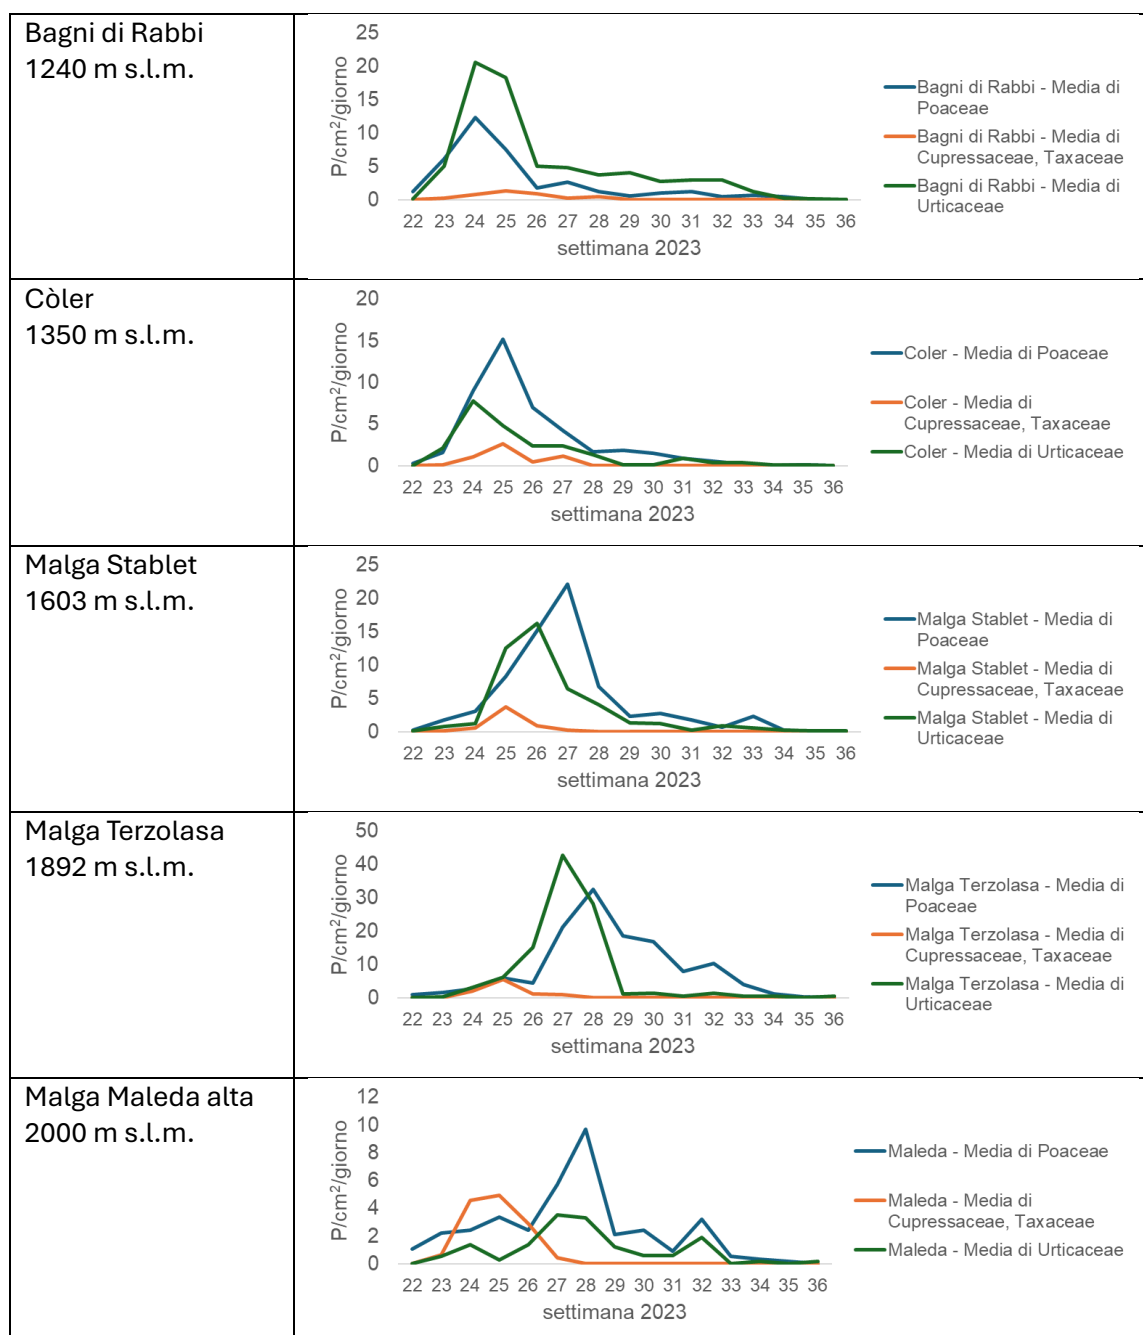 Bagni di Rabbi
1240 m s.l.m.
25
20
15
10
5
0
P/cm²/giorno
22 23 24 25 26 27 28 29 30 31 32 33 34 35 36
settimana 2023
Bagni di Rabbi - Media di
Poaceae
Bagni di Rabbi - Media di
Cupressaceae, Taxaceae
Bagni di Rabbi - Media di
Urticaceae
Còler
1350 m s.l.m.
20
15
10
5
0
P/cm²/giorno
22 23 24 25 26 27 28 29 30 31 32 33 34 35 36
settimana 2023
Coler - Media di Poaceae
Coler - Media di
Cupressaceae, Taxaceae
Coler - Media di Urticaceae
Malga Stablet
1603 m s.l.m.
25
20
15
10
5
0
P/cm²/giorno
22 23 24 25 26 27 28 29 30 31 32 33 34 35 36
settimana 2023
Malga Stablet - Media di
Poaceae
Malga Stablet - Media di
Cupressaceae, Taxaceae
Malga Stablet - Media di
Urticaceae
Malga Terzolasa
1892 m s.l.m.
50
40
30
20
10
0
P/cm²/giorno
22 23 24 25 26 27 28 29 30 31 32 33 34 35 36
settimana 2023
Malga Terzolasa - Media di
Poaceae
Malga Terzolasa - Media di
Cupressaceae, Taxaceae
Malga Terzolasa - Media di
Urticaceae
Malga Maleda alta
2000 m s.l.m.
12
10
8
6
4
2
0
P/cm²/giorno
22 23 24 25 26 27 28 29 30 31 32 33 34 35 36
settimana 2023
Maleda - Media di Poaceae
Maleda - Media di
Cupressaceae, Taxaceae
Maleda - Media di Urticaceae